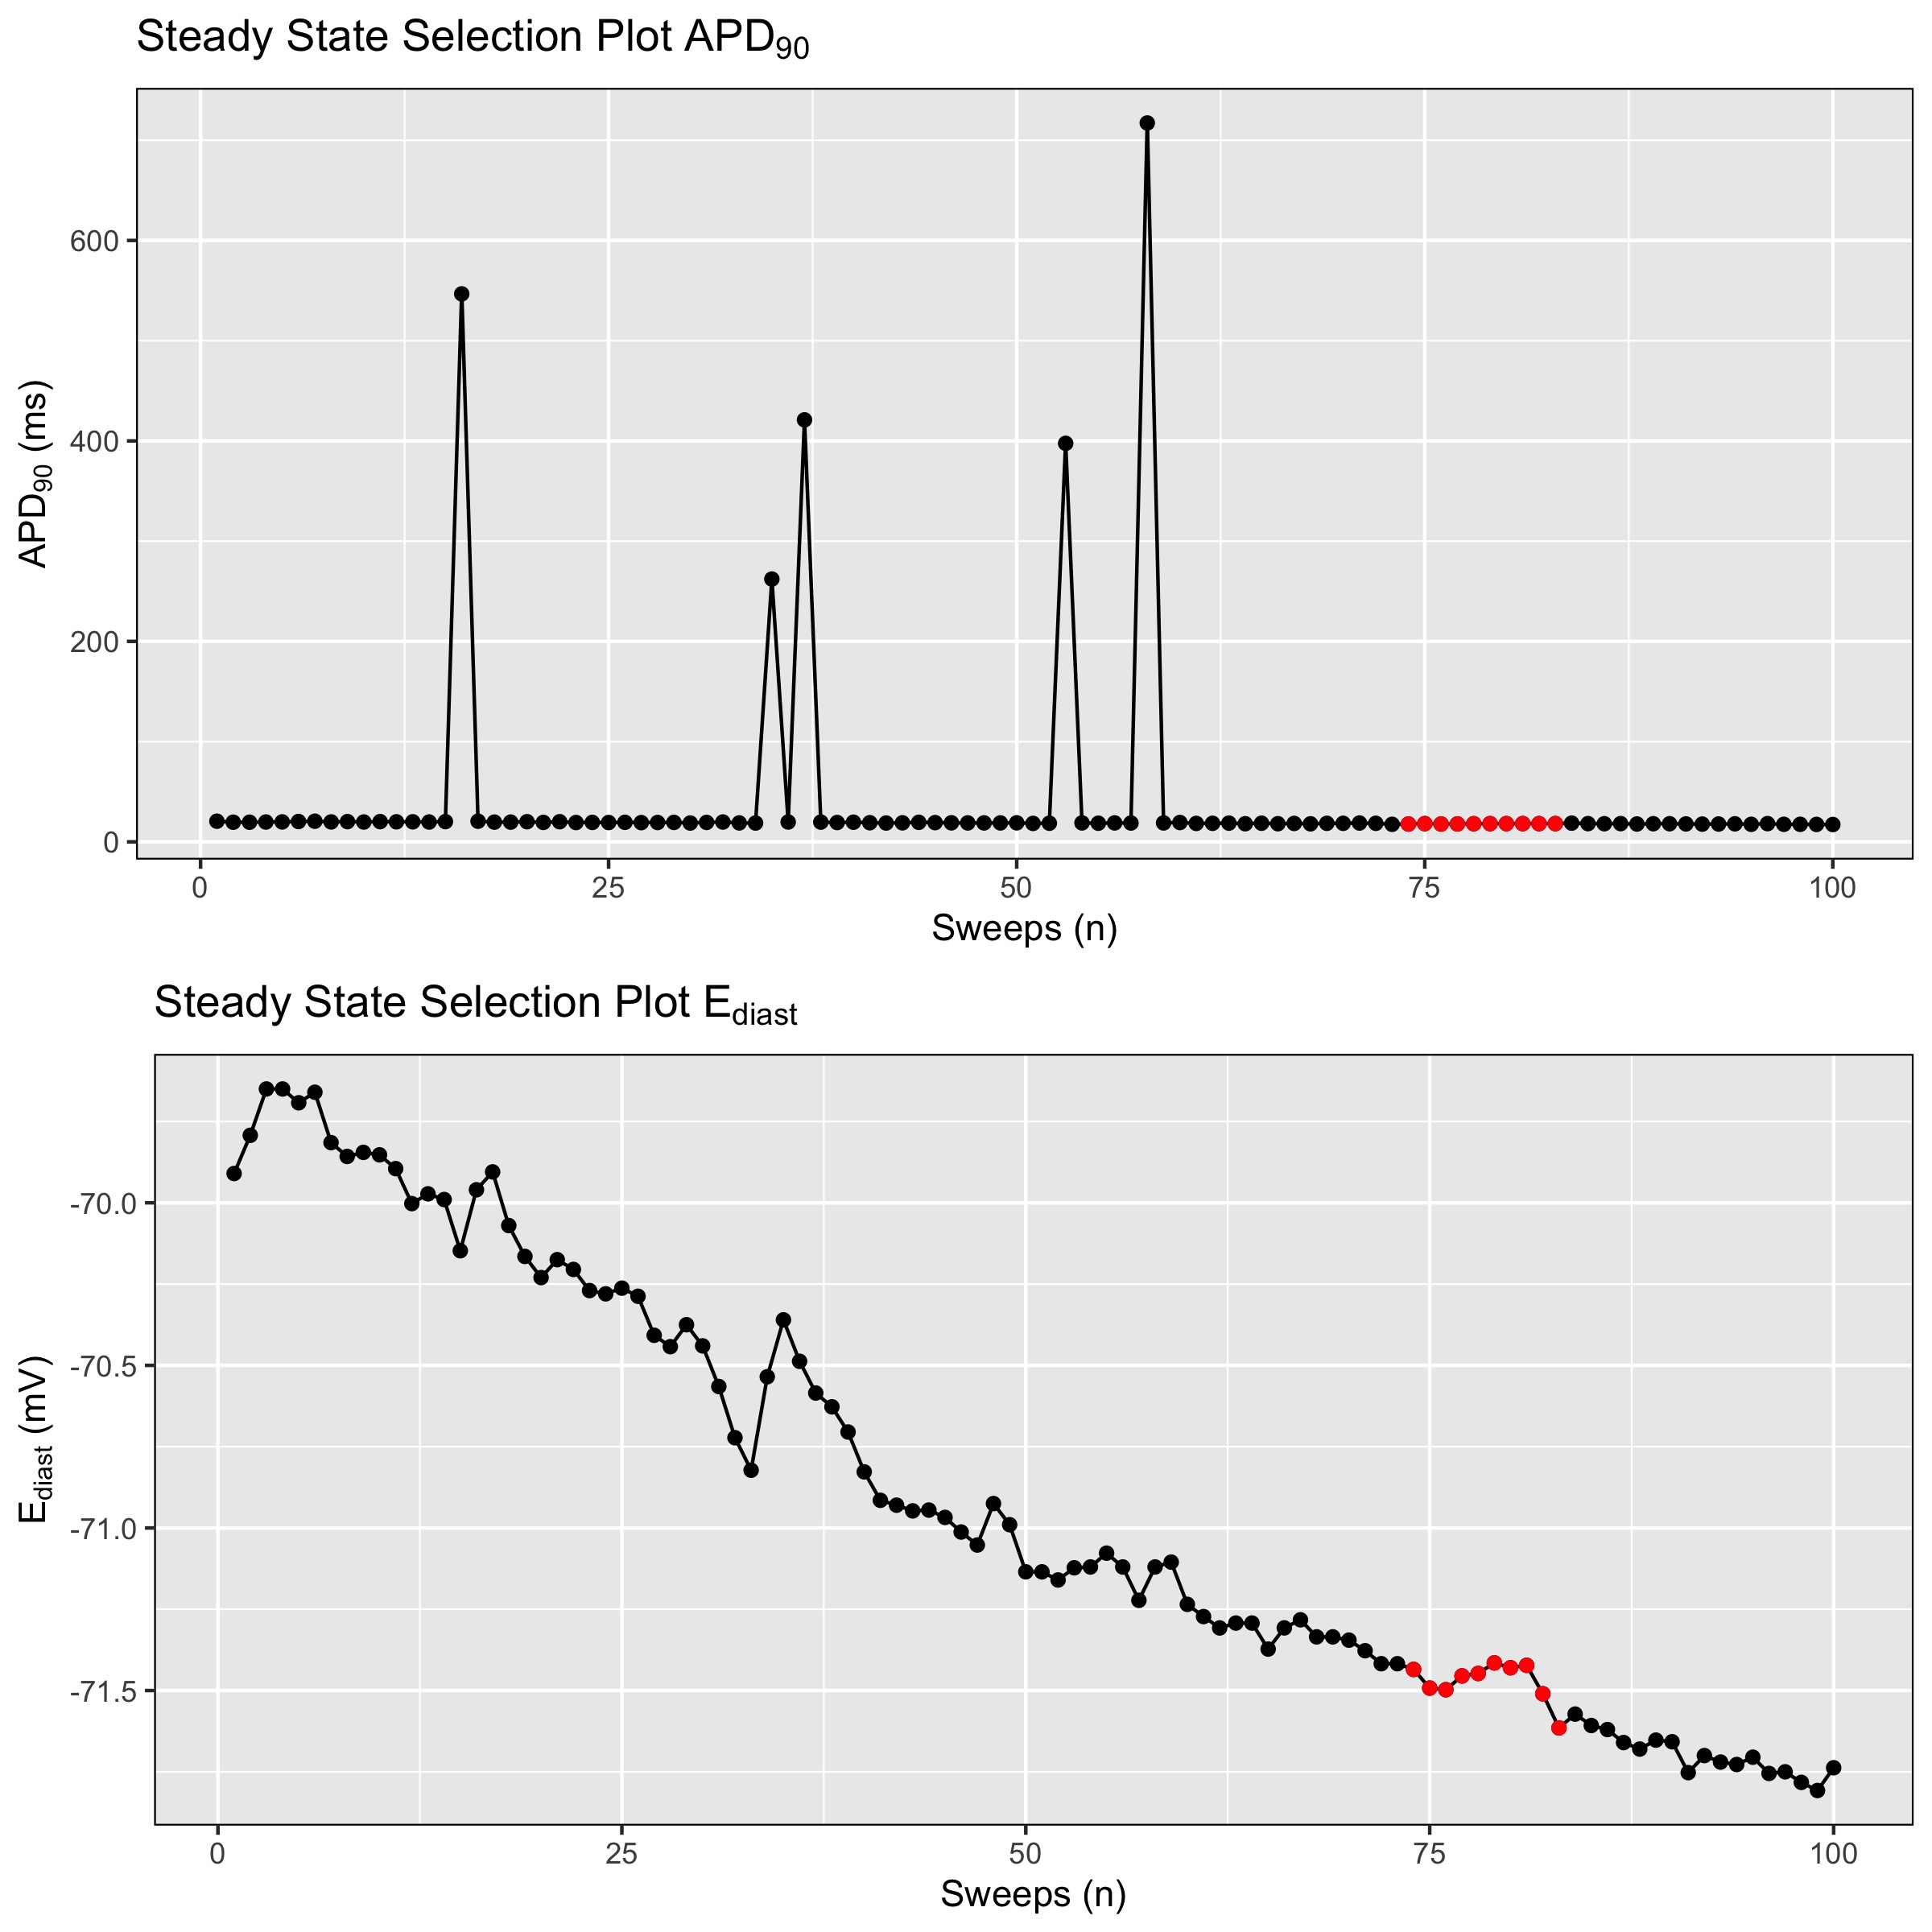 Steady State Selection Plot APD90
600
400
200
0
APD90 (ms)
0 25 50 75 100
Sweeps (n)
Steady State Selection Plot Ediast
-70.0
-70.5
-71.0
-71.5
Ediast (mV)
0 25 50 75 100
Sweeps (n)